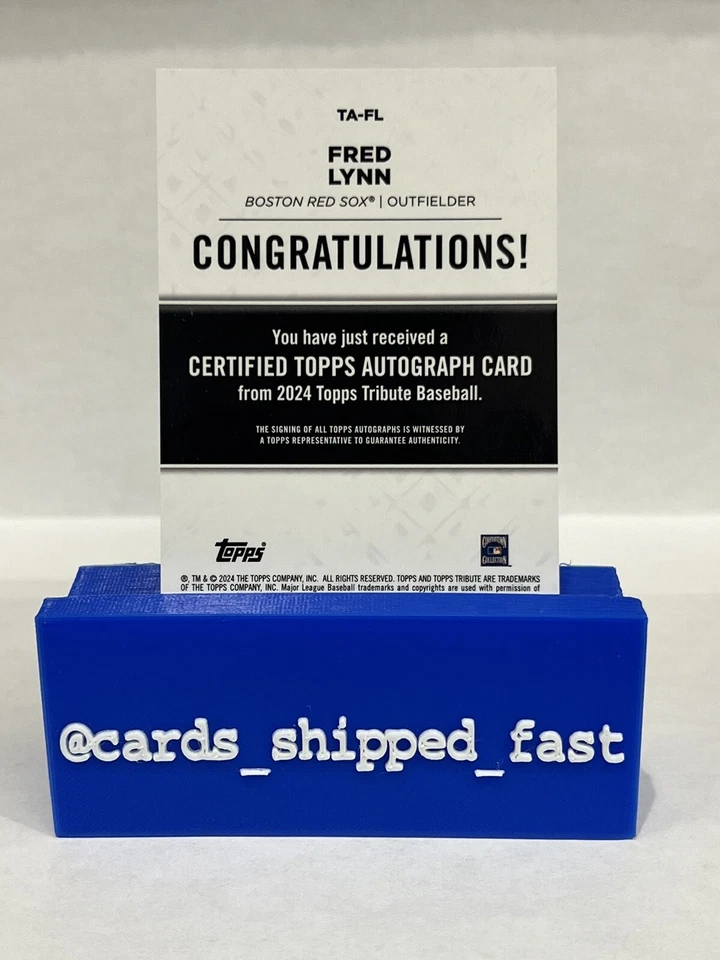 TA-FL
FRED
LYNN
BOSTON RED SOX® | OUTFIELDER
CONGRATULATIONS!
You have just received a
CERTIFIED TOPPS AUTOGRAPH CARD
from 2024 Topps Tribute Baseball.
THE SIGNING OF ALL TOPPS AUTOGRAPHS IS WITNESSED BY
A TOPPS REPRESENTATIVE TO GUARANTEE AUTHENTICITY.
topps®
COOPERSTOWN
COLLECTION
®, TM & © 2024 THE TOPPS COMPANY, INC. ALL RIGHTS RESERVED. TOPPS AND TOPPS TRIBUTE ARE TRADEMARKS
OF THE TOPPS COMPANY, INC. Major League Baseball trademarks and copyrights are used with permission of
@cards_shipped_fast